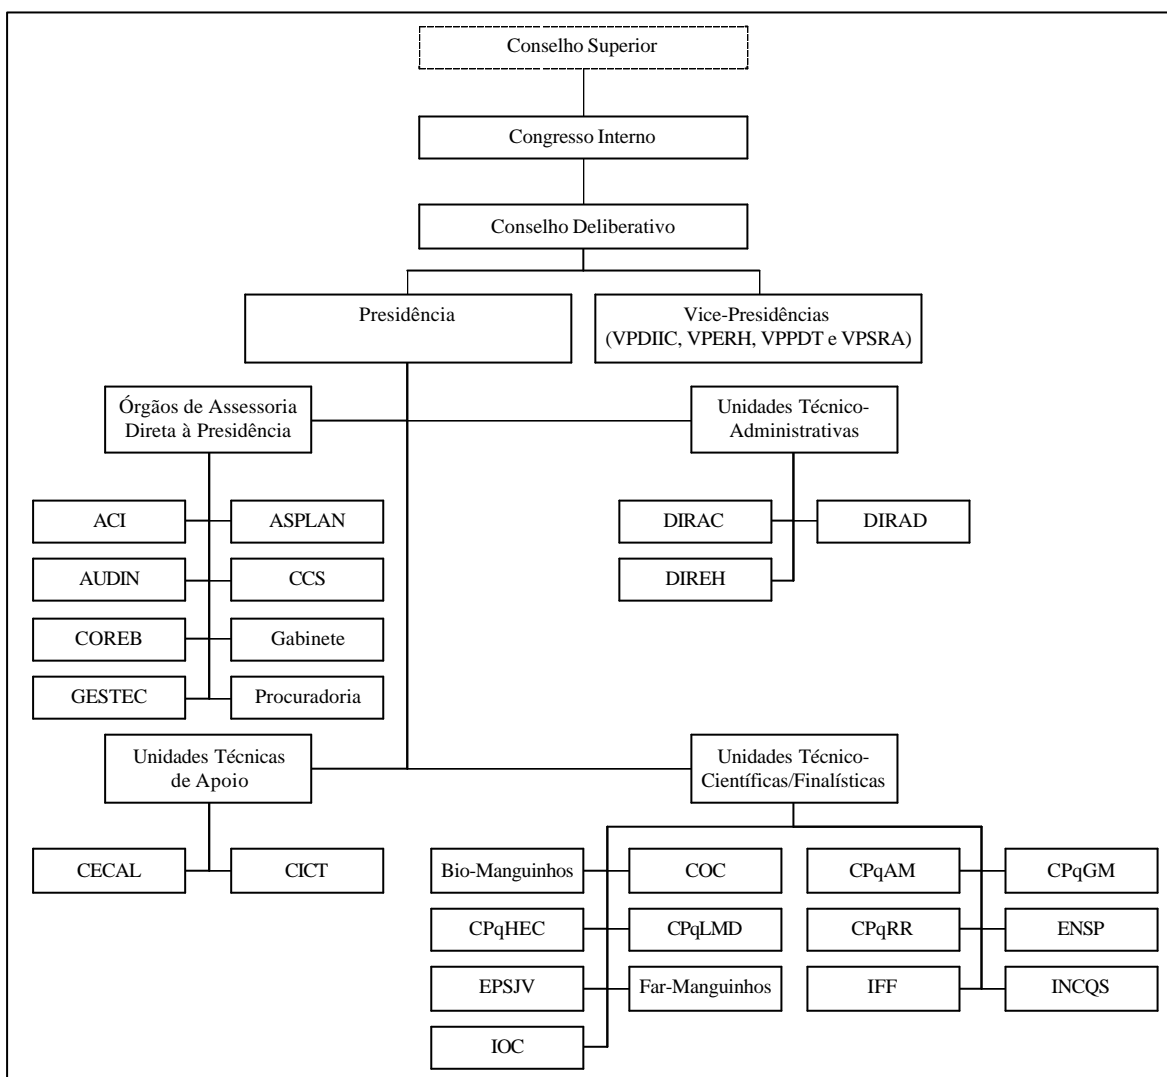 Conselho Superior
Congresso Interno
Conselho Deliberativo
Presidência
Vice-Presidências
(VPDIIC, VPERH, VPPDT e VPSRA)
Órgãos de Assessoria
Direta à Presidência
Unidades Técnico-
Administrativas
ACI
ASPLAN
DIRAC
DIRAD
AUDIN
CCS
DIREH
COREB
Gabinete
GESTEC
Procuradoria
Unidades Técnicas
de Apoio
Unidades Técnico-
Científicas/Finalísticas
CECAL
CICT
Bio-Manguinhos
COC
CPqAM
CPqGM
CPqHEC
CPqLMD
CPqRR
ENSP
EPSJV
Far-Manguinhos
IFF
INCQS
IOC